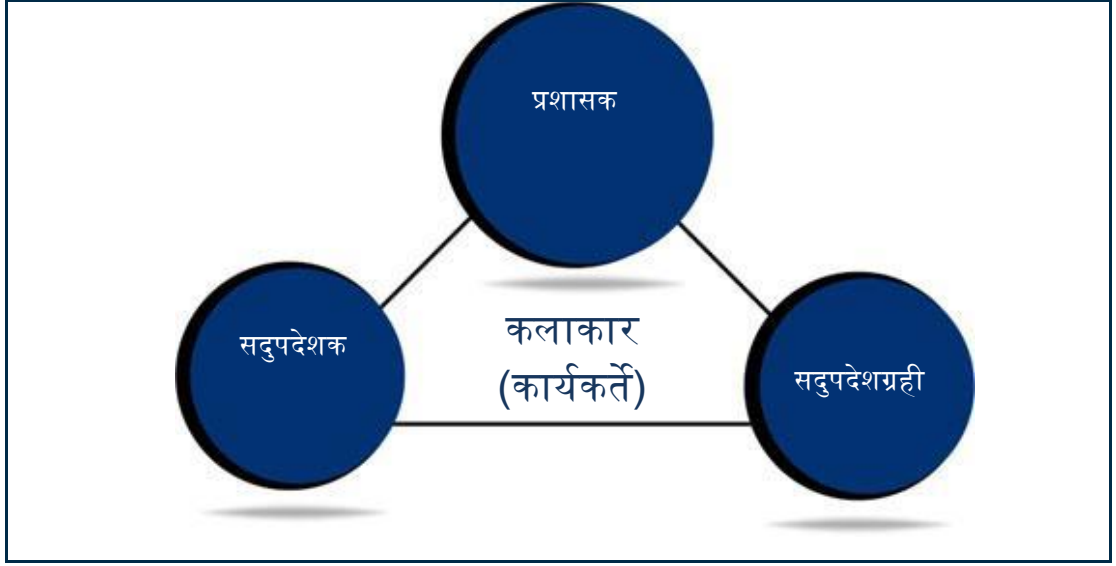 प्रशासक
सदुपदेशक
कलाकार
(कार्यकर्ते)
सदुपदेशग्रही